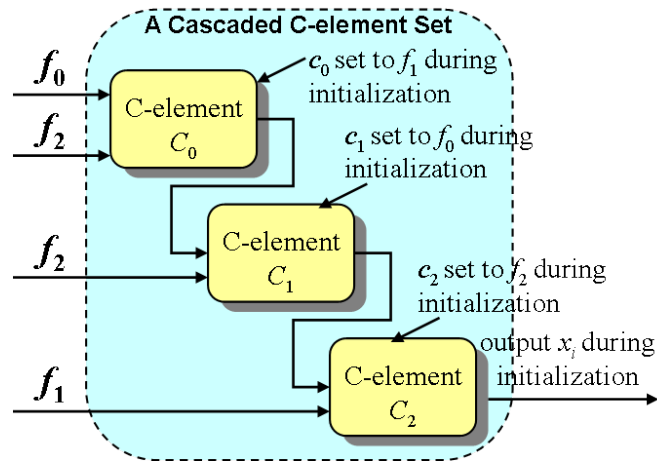 A Cascaded C-element Set
f₀
c₀ set to f₁ during
initialization
C-element
C₀
f₂
c₁ set to f₀ during
initialization
C-element
C₁
f₂
c₂ set to f₂ during
initialization
output xᵢ during
initialization
C-element
C₂
f₁